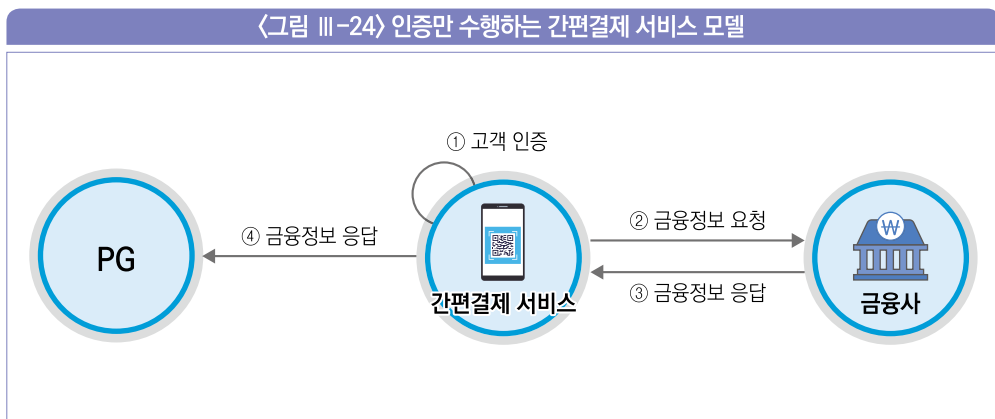 〈그림 Ⅲ-24〉 인증만 수행하는 간편결제 서비스 모델
① 고객 인증
PG
④ 금융정보 응답
간편결제 서비스
② 금융정보 요청
③ 금융정보 응답
₩
금융사